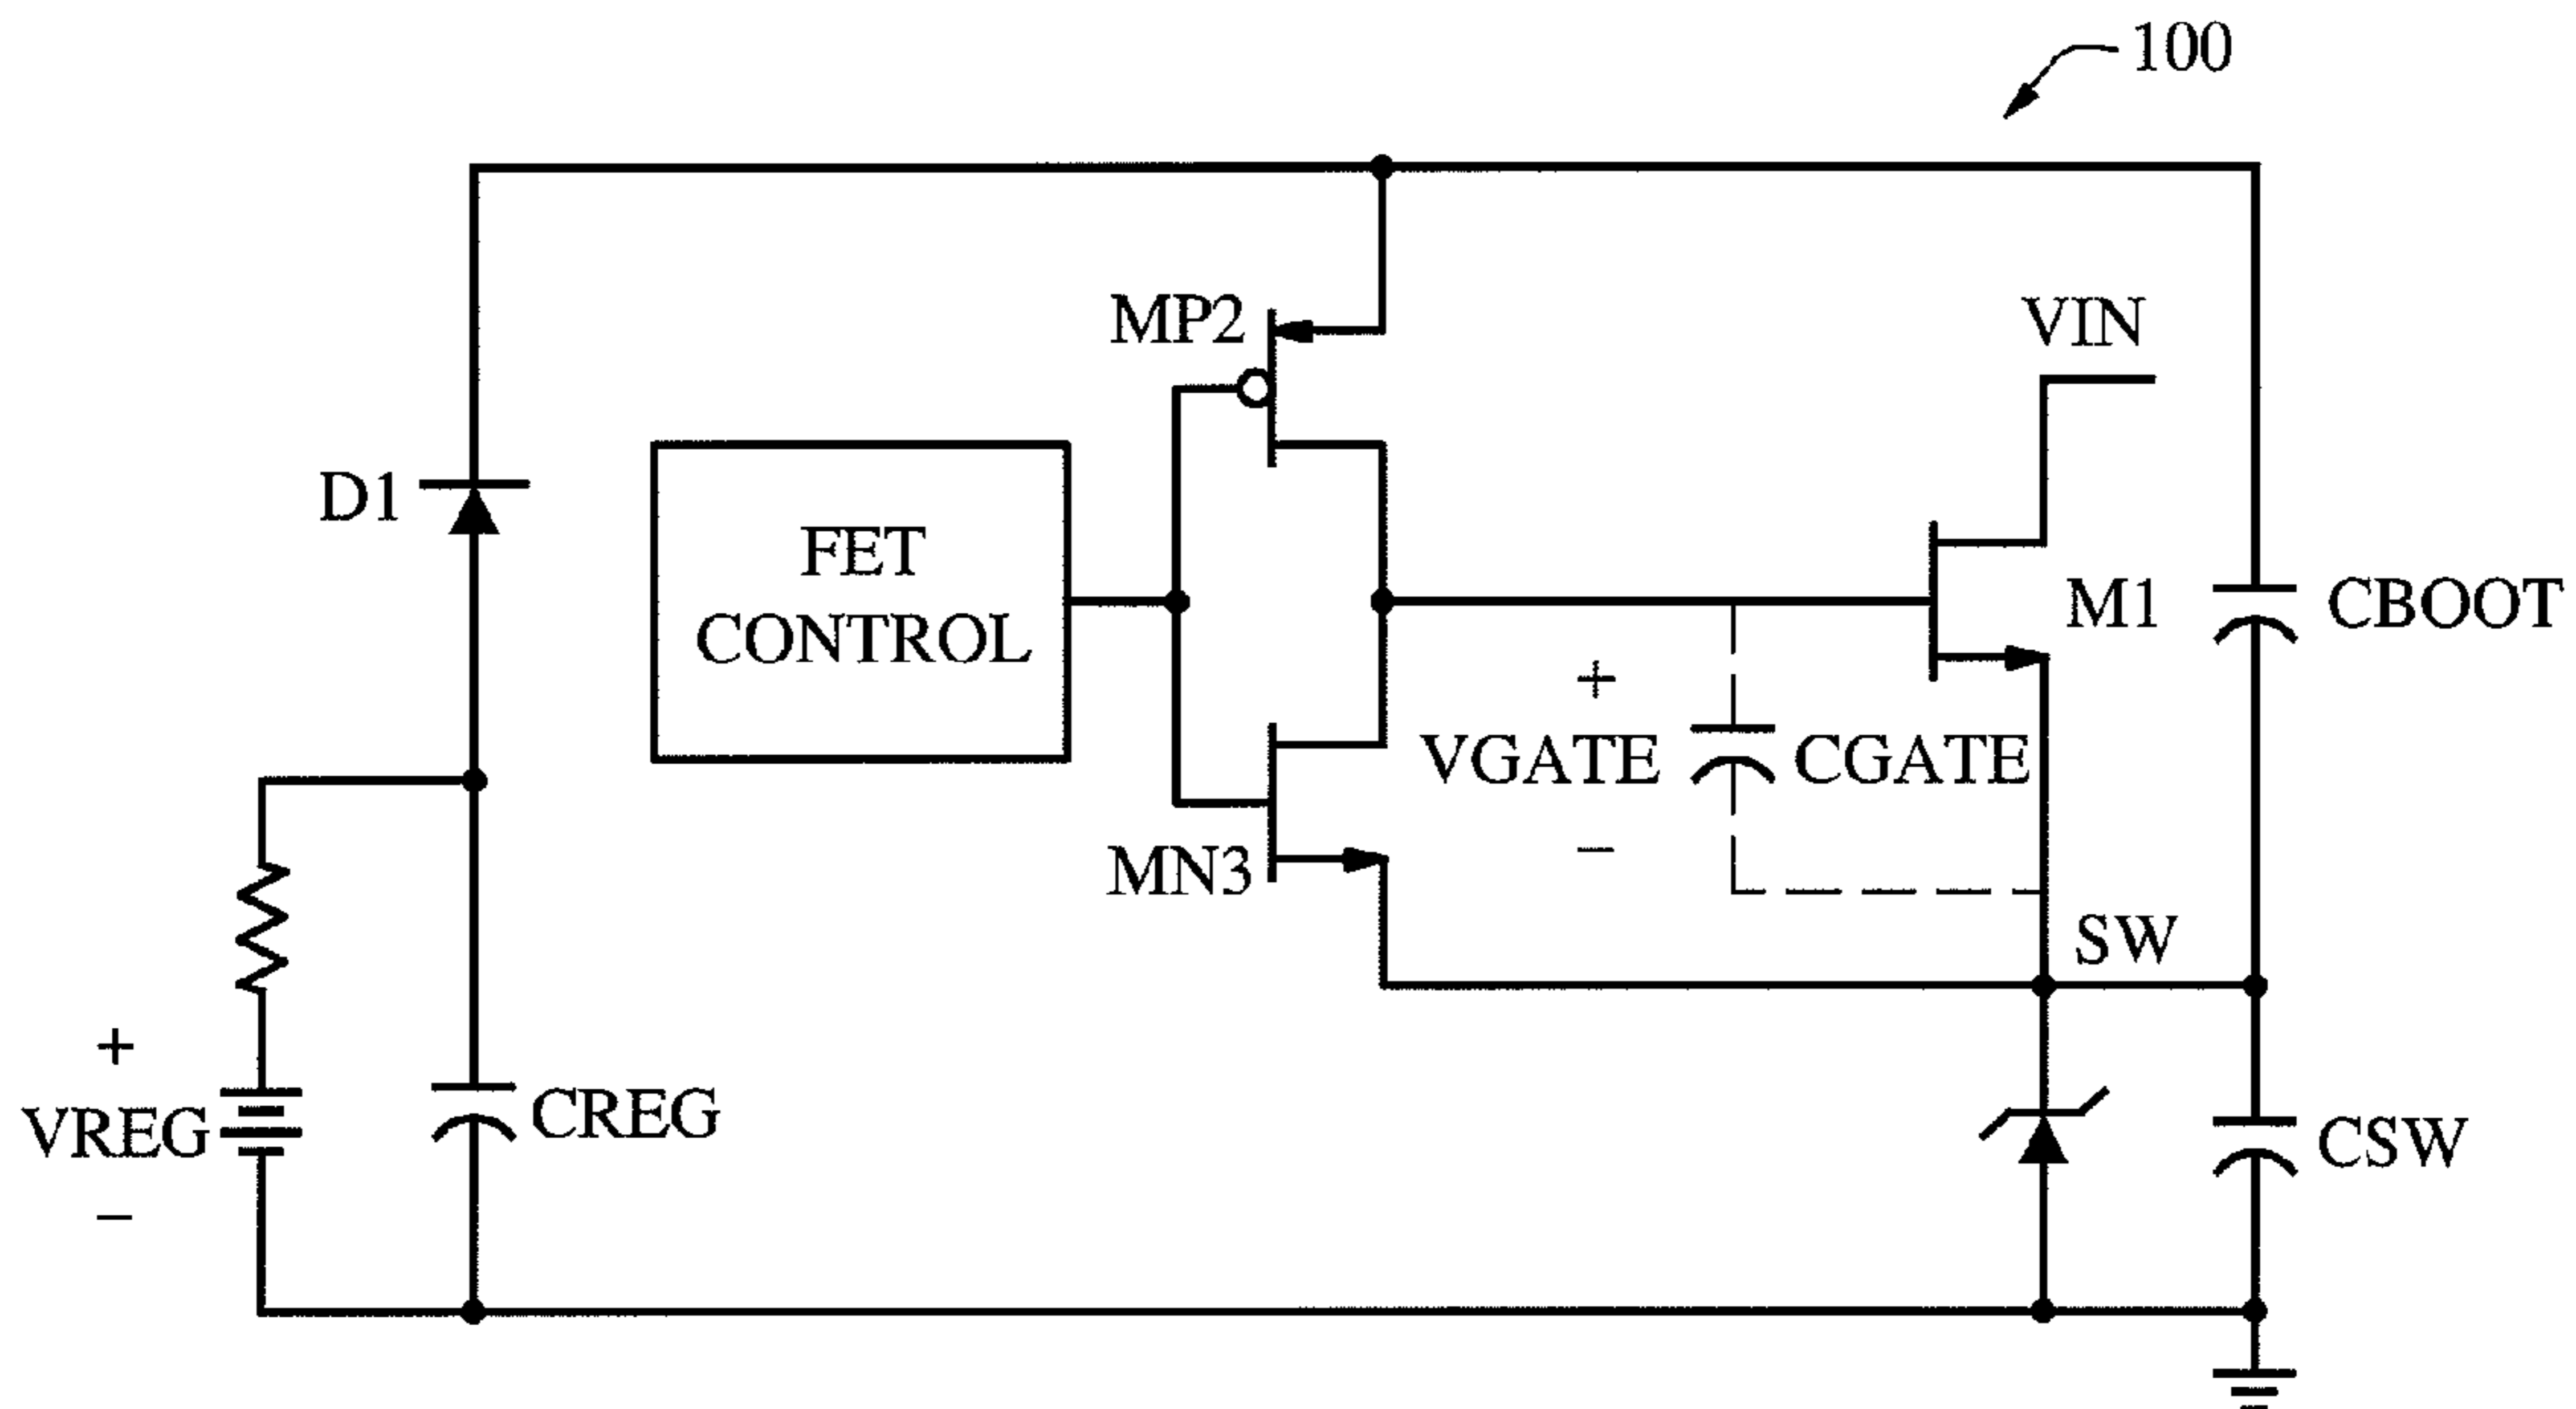 100
MP2
VIN
D1
FET
CONTROL
M1
CBOOT
+
VGATE
−
CGATE
MN3
SW
+
VREG
−
CREG
CSW